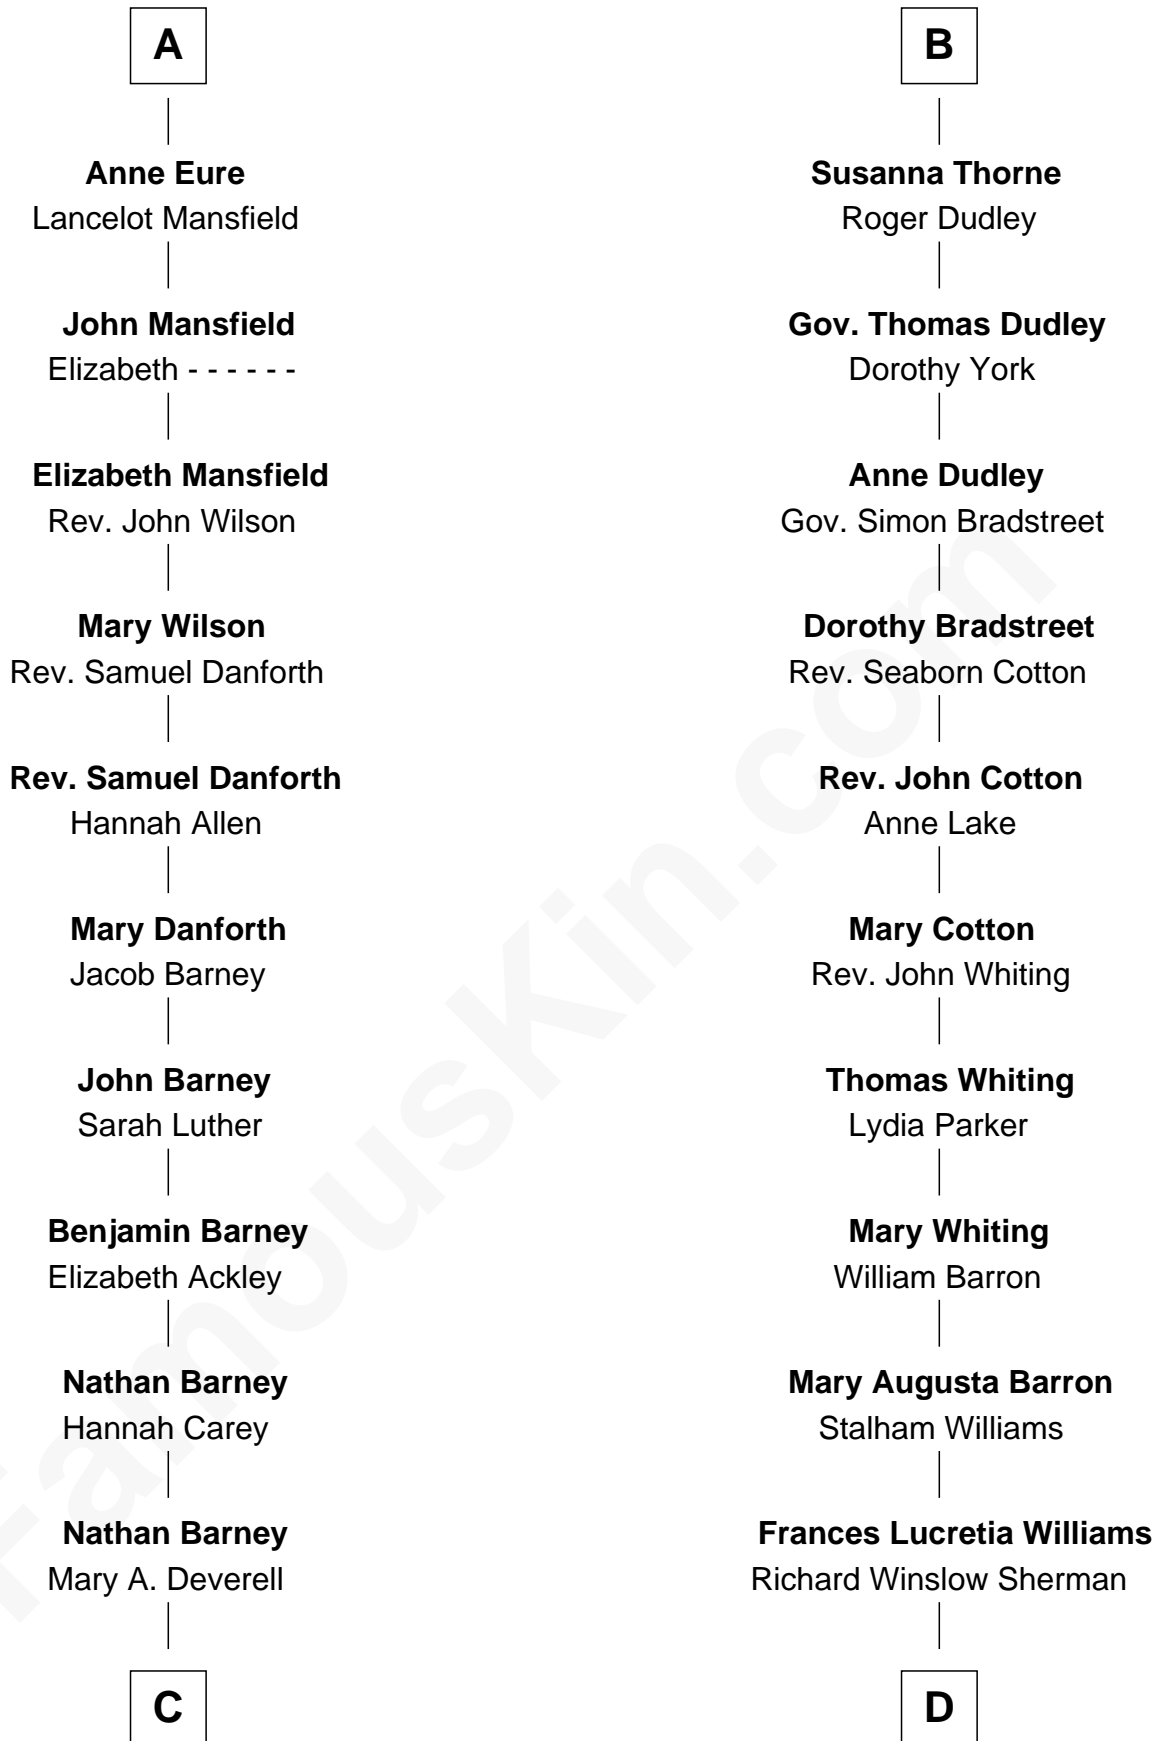 A
Anne Eure
Lancelot Mansfield
John Mansfield
Elizabeth - - - - - -
Elizabeth Mansfield
Rev. John Wilson
Mary Wilson
Rev. Samuel Danforth
Rev. Samuel Danforth
Hannah Allen
Mary Danforth
Jacob Barney
John Barney
Sarah Luther
Benjamin Barney
Elizabeth Ackley
Nathan Barney
Hannah Carey
Nathan Barney
Mary A. Deverell
C
B
Susanna Thorne
Roger Dudley
Gov. Thomas Dudley
Dorothy York
Anne Dudley
Gov. Simon Bradstreet
Dorothy Bradstreet
Rev. Seaborn Cotton
Rev. John Cotton
Anne Lake
Mary Cotton
Rev. John Whiting
Thomas Whiting
Lydia Parker
Mary Whiting
William Barron
Mary Augusta Barron
Stalham Williams
Frances Lucretia Williams
Richard Winslow Sherman
D
FamousKin.com